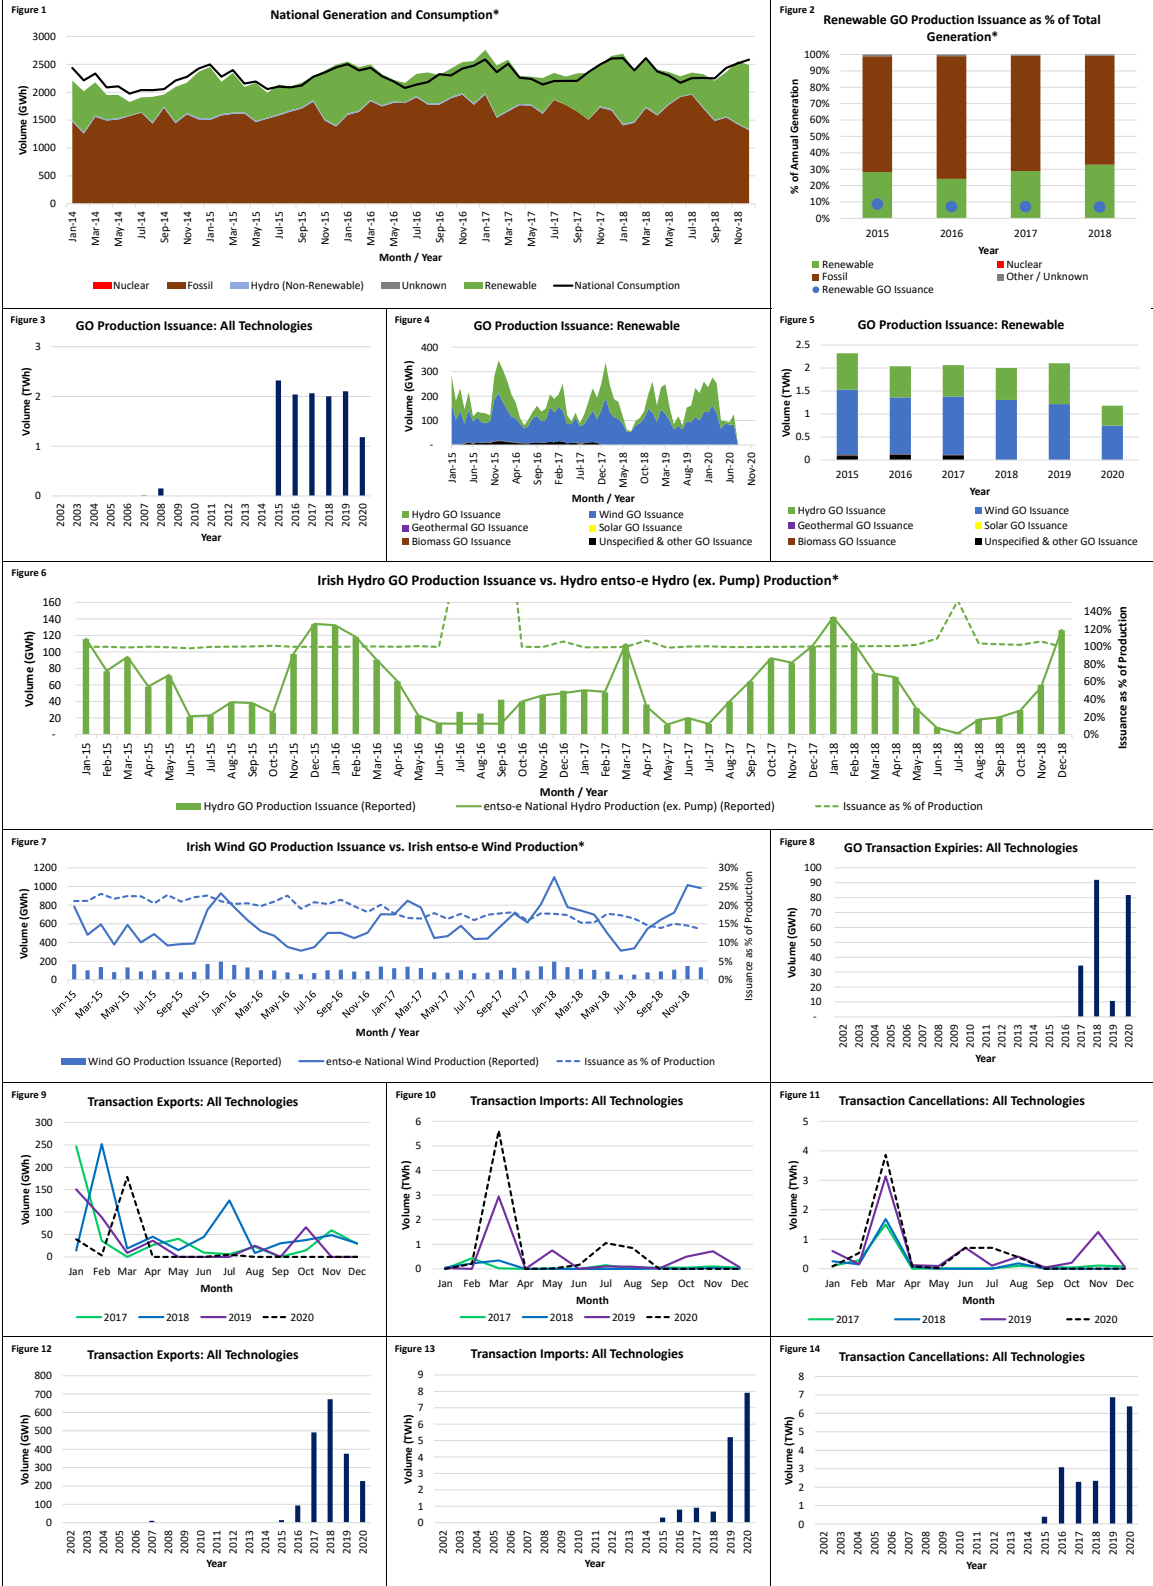 Figure 1
National Generation and Consumption*
Volume (GWh)
3000
2500
2000
1500
1000
500
0
Jan-14 Mar-14 May-14 Jul-14 Sep-14 Nov-14 Jan-15 Mar-15 May-15 Jul-15 Sep-15 Nov-15 Jan-16 Mar-16 May-16 Jul-16 Sep-16 Nov-16 Jan-17 Mar-17 May-17 Jul-17 Sep-17 Nov-17 Jan-18 Mar-18 May-18 Jul-18 Sep-18 Nov-18
Month / Year
Nuclear Fossil Hydro (Non-Renewable) Unknown Renewable National Consumption
Figure 2
Renewable GO Production Issuance as % of Total
Generation*
% of Annual Generation
100%
90%
80%
70%
60%
50%
40%
30%
20%
10%
0%
2015 2016 2017 2018
Year
Renewable Nuclear
Fossil Other / Unknown
Renewable GO Issuance
Figure 3
GO Production Issuance: All Technologies
Volume (TWh)
3
2
1
0
2002 2003 2004 2005 2006 2007 2008 2009 2010 2011 2012 2013 2014 2015 2016 2017 2018 2019 2020
Year
Figure 4
GO Production Issuance: Renewable
Volume (GWh)
400
300
200
100
-
Jan-15 Jun-15 Nov-15 Apr-16 Sep-16 Feb-17 Jul-17 Dec-17 May-18 Oct-18 Mar-19 Aug-19 Jan-20 Jun-20 Nov-20
Month / Year
Hydro GO Issuance Wind GO Issuance
Geothermal GO Issuance Solar GO Issuance
Biomass GO Issuance Unspecified & other GO Issuance
Figure 5
GO Production Issuance: Renewable
Volume (TWh)
2.5
2
1.5
1
0.5
0
2015 2016 2017 2018 2019 2020
Year
Hydro GO Issuance Wind GO Issuance
Geothermal GO Issuance Solar GO Issuance
Biomass GO Issuance Unspecified & other GO Issuance
Figure 6
Irish Hydro GO Production Issuance vs. Hydro entso-e Hydro (ex. Pump) Production*
Volume (GWh)
160
140
120
100
80
60
40
20
-
140%
120%
100%
80%
60%
40%
20%
0%
Issuance as % of Production
Jan-15 Feb-15 Mar-15 Apr-15 May-15 Jun-15 Jul-15 Aug-15 Sep-15 Oct-15 Nov-15 Dec-15 Jan-16 Feb-16 Mar-16 Apr-16 May-16 Jun-16 Jul-16 Aug-16 Sep-16 Oct-16 Nov-16 Dec-16 Jan-17 Feb-17 Mar-17 Apr-17 May-17 Jun-17 Jul-17 Aug-17 Sep-17 Oct-17 Nov-17 Dec-17 Jan-18 Feb-18 Mar-18 Apr-18 May-18 Jun-18 Jul-18 Aug-18 Sep-18 Oct-18 Nov-18 Dec-18
Month / Year
Hydro GO Production Issuance (Reported) entso-e National Hydro Production (ex. Pump) (Reported) Issuance as % of Production
Figure 7
Irish Wind GO Production Issuance vs. Irish entso-e Wind Production*
Volume (GWh)
1200
1000
800
600
400
200
0
30%
25%
20%
15%
10%
5%
0%
Issuance as % of Production
Jan-15 Mar-15 May-15 Jul-15 Sep-15 Nov-15 Jan-16 Mar-16 May-16 Jul-16 Sep-16 Nov-16 Jan-17 Mar-17 May-17 Jul-17 Sep-17 Nov-17 Jan-18 Mar-18 May-18 Jul-18 Sep-18 Nov-18
Month / Year
Wind GO Production Issuance (Reported) entso-e National Wind Production (Reported) Issuance as % of Production
Figure 8
GO Transaction Expiries: All Technologies
Volume (GWh)
100
90
80
70
60
50
40
30
20
10
-
2002 2003 2004 2005 2006 2007 2008 2009 2010 2011 2012 2013 2014 2015 2016 2017 2018 2019 2020
Year
Figure 9
Transaction Exports: All Technologies
Volume (GWh)
300
250
200
150
100
50
0
Jan Feb Mar Apr May Jun Jul Aug Sep Oct Nov Dec
Month
2017 2018 2019 2020
Figure 10
Transaction Imports: All Technologies
Volume (TWh)
6
5
4
3
2
1
0
Jan Feb Mar Apr May Jun Jul Aug Sep Oct Nov Dec
Month
2017 2018 2019 2020
Figure 11
Transaction Cancellations: All Technologies
Volume (TWh)
5
4
3
2
1
0
Jan Feb Mar Apr May Jun Jul Aug Sep Oct Nov Dec
Month
2017 2018 2019 2020
Figure 12
Transaction Exports: All Technologies
Volume (GWh)
800
700
600
500
400
300
200
100
0
2002 2003 2004 2005 2006 2007 2008 2009 2010 2011 2012 2013 2014 2015 2016 2017 2018 2019 2020
Year
Figure 13
Transaction Imports: All Technologies
Volume (TWh)
9
8
7
6
5
4
3
2
1
0
2002 2003 2004 2005 2006 2007 2008 2009 2010 2011 2012 2013 2014 2015 2016 2017 2018 2019 2020
Year
Figure 14
Transaction Cancellations: All Technologies
Volume (TWh)
8
7
6
5
4
3
2
1
0
2002 2003 2004 2005 2006 2007 2008 2009 2010 2011 2012 2013 2014 2015 2016 2017 2018 2019 2020
Year